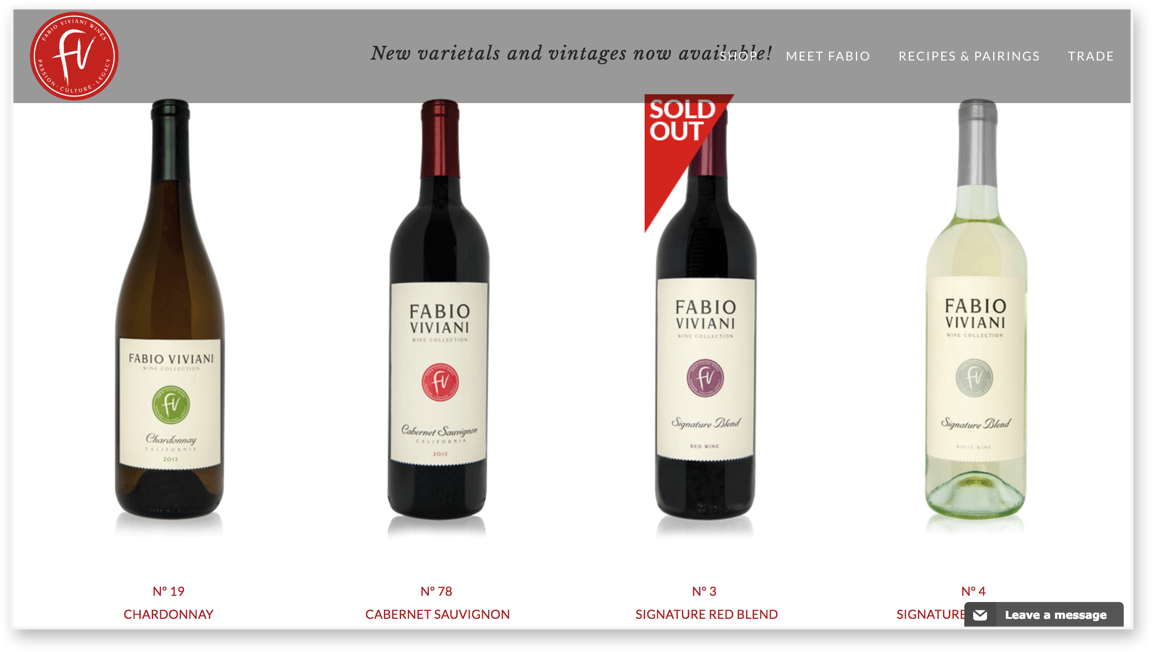 FABIO VIVIANI WINES
fv
PASSION · CULTURE · LEGACY
New varietals and vintages now available!
SHOP
MEET FABIO
RECIPES & PAIRINGS
TRADE
SOLD
OUT
FABIO VIVIANI
WINE COLLECTION
fv
Chardonnay
CALIFORNIA
2013
FABIO
VIVIANI
WINE COLLECTION
fv
Cabernet Sauvignon
CALIFORNIA
2013
FABIO
VIVIANI
WINE COLLECTION
fv
Signature Blend
RED WINE
FABIO
VIVIANI
WINE COLLECTION
fv
Signature Blend
WHITE WINE
Nº 19
CHARDONNAY
Nº 78
CABERNET SAUVIGNON
Nº 3
SIGNATURE RED BLEND
Nº 4
SIGNATURE
Leave a message